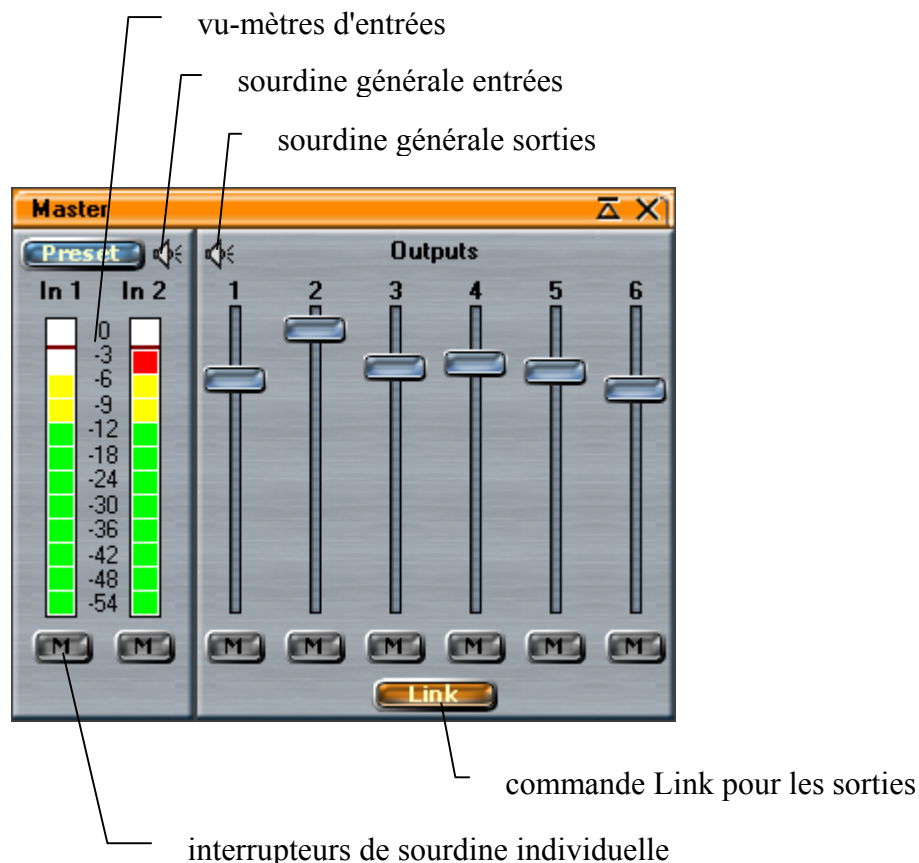 vu-mètres d'entrées
sourdine générale entrées
sourdine générale sorties
Master
Preset
Outputs
In 1 In 2
1 2 3 4 5 6
0
-3
-6
-9
-12
-18
-24
-30
-36
-42
-48
-54
M M M M M M M M
Link
commande Link pour les sorties
interrupteurs de sourdine individuelle